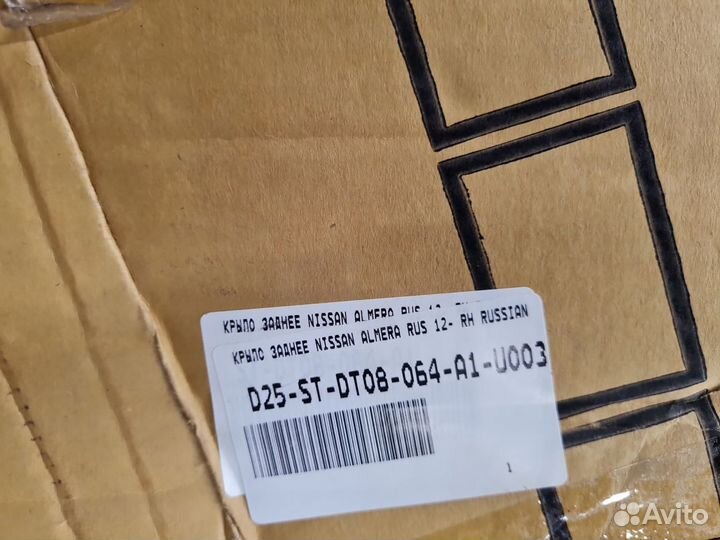 КРЫЛО ЗАДНЕЕ NISSAN ALMERA RUS 12-
КРЫЛО ЗАДНЕЕ NISSAN ALMERA RUS 12- RH RUSSIAN
D25-ST-DT08-064-A1-U003
1
Avito